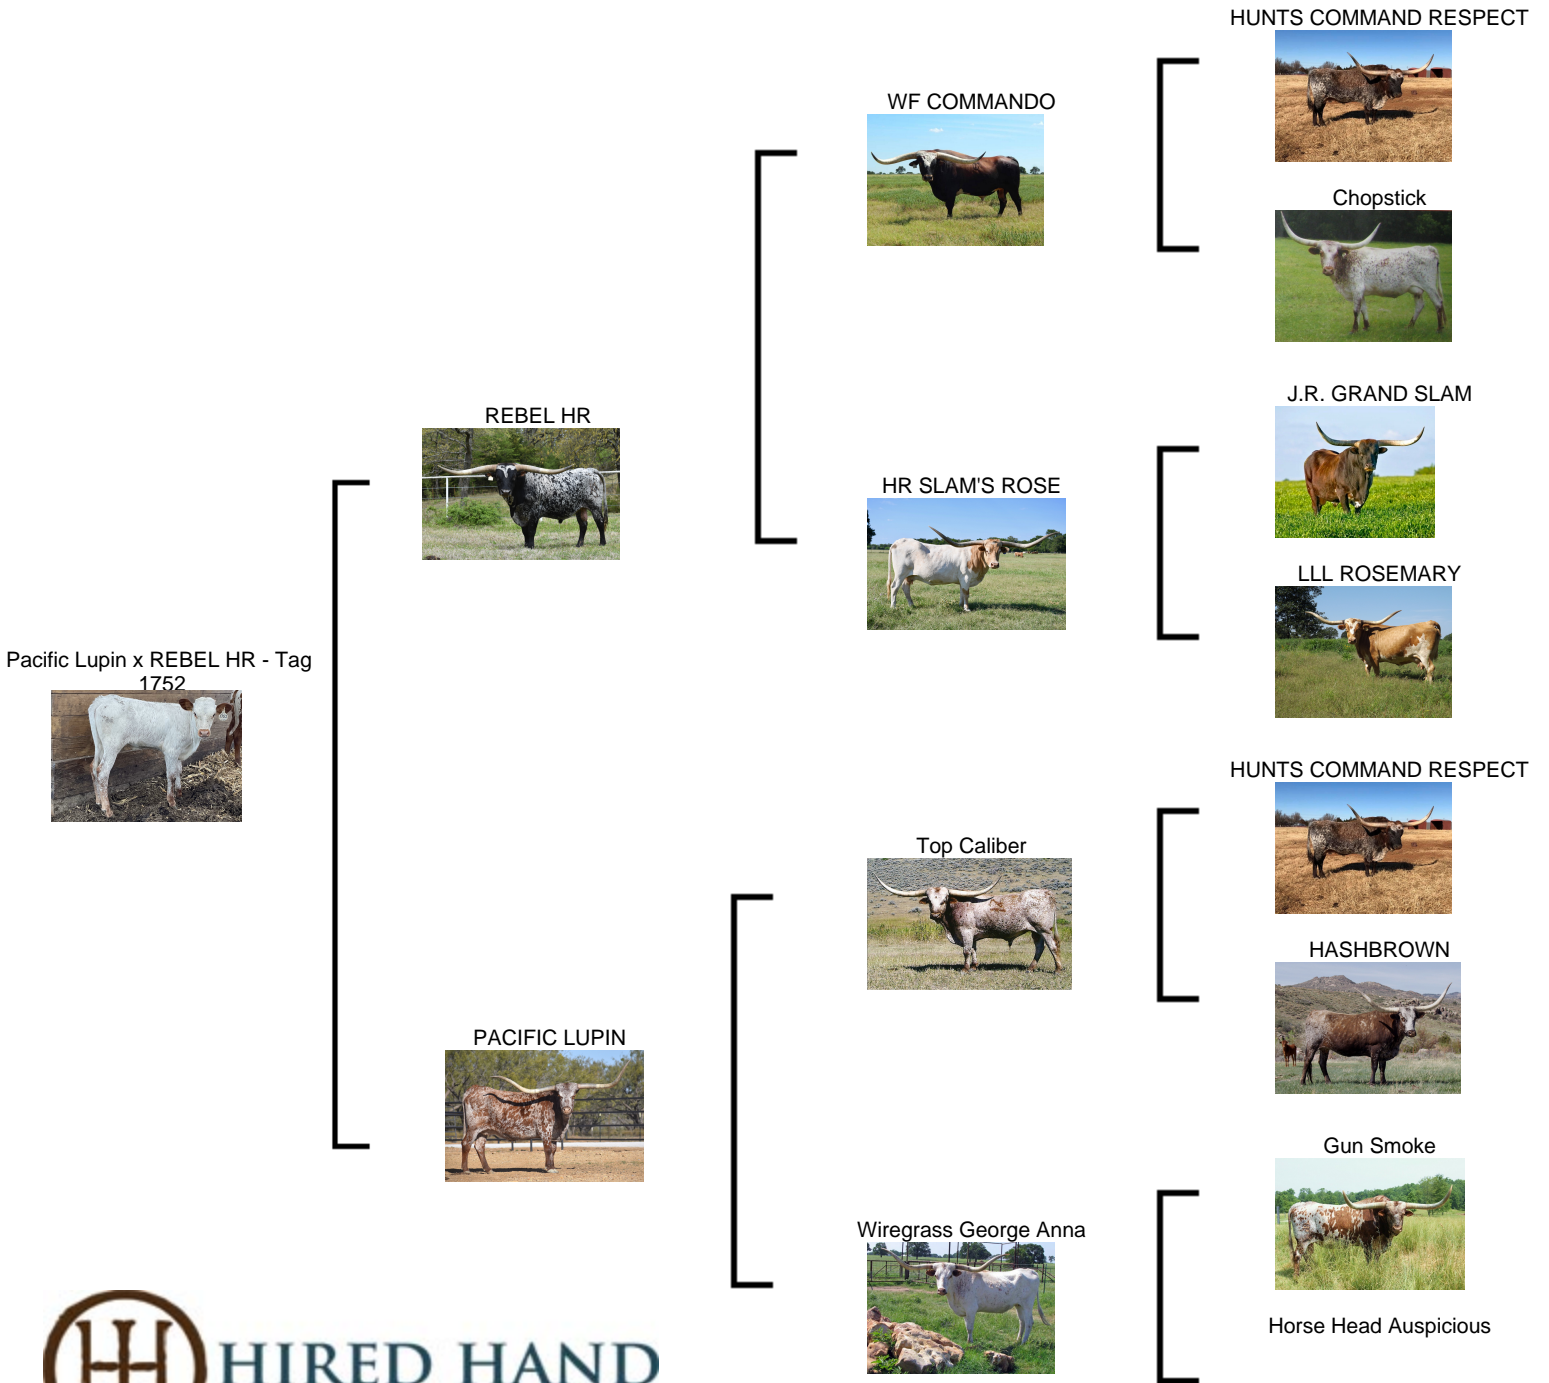 HUNTS COMMAND RESPECT
WF COMMANDO
Chopstick
J.R. GRAND SLAM
REBEL HR
HR SLAM'S ROSE
LLL ROSEMARY
Pacific Lupin x REBEL HR - Tag
1752
HUNTS COMMAND RESPECT
Top Caliber
HASHBROWN
PACIFIC LUPIN
Gun Smoke
Wiregrass George Anna
Horse Head Auspicious
HIRED HAND